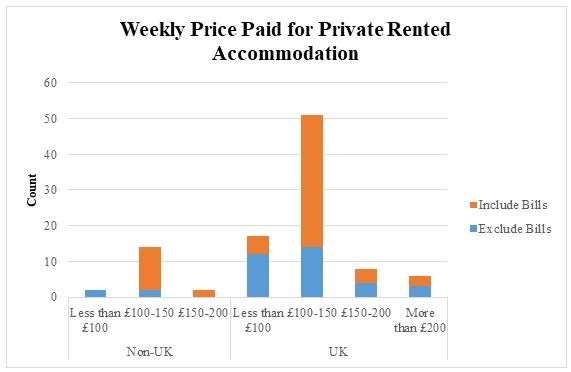 Weekly Price Paid for Private Rented
Accommodation
60
50
40
30
20
10
0
Count
Less than £100-150 £150-200
£100
Non-UK
Less than £100-150 £150-200 More
£100 than £200
UK
Include Bills
Exclude Bills